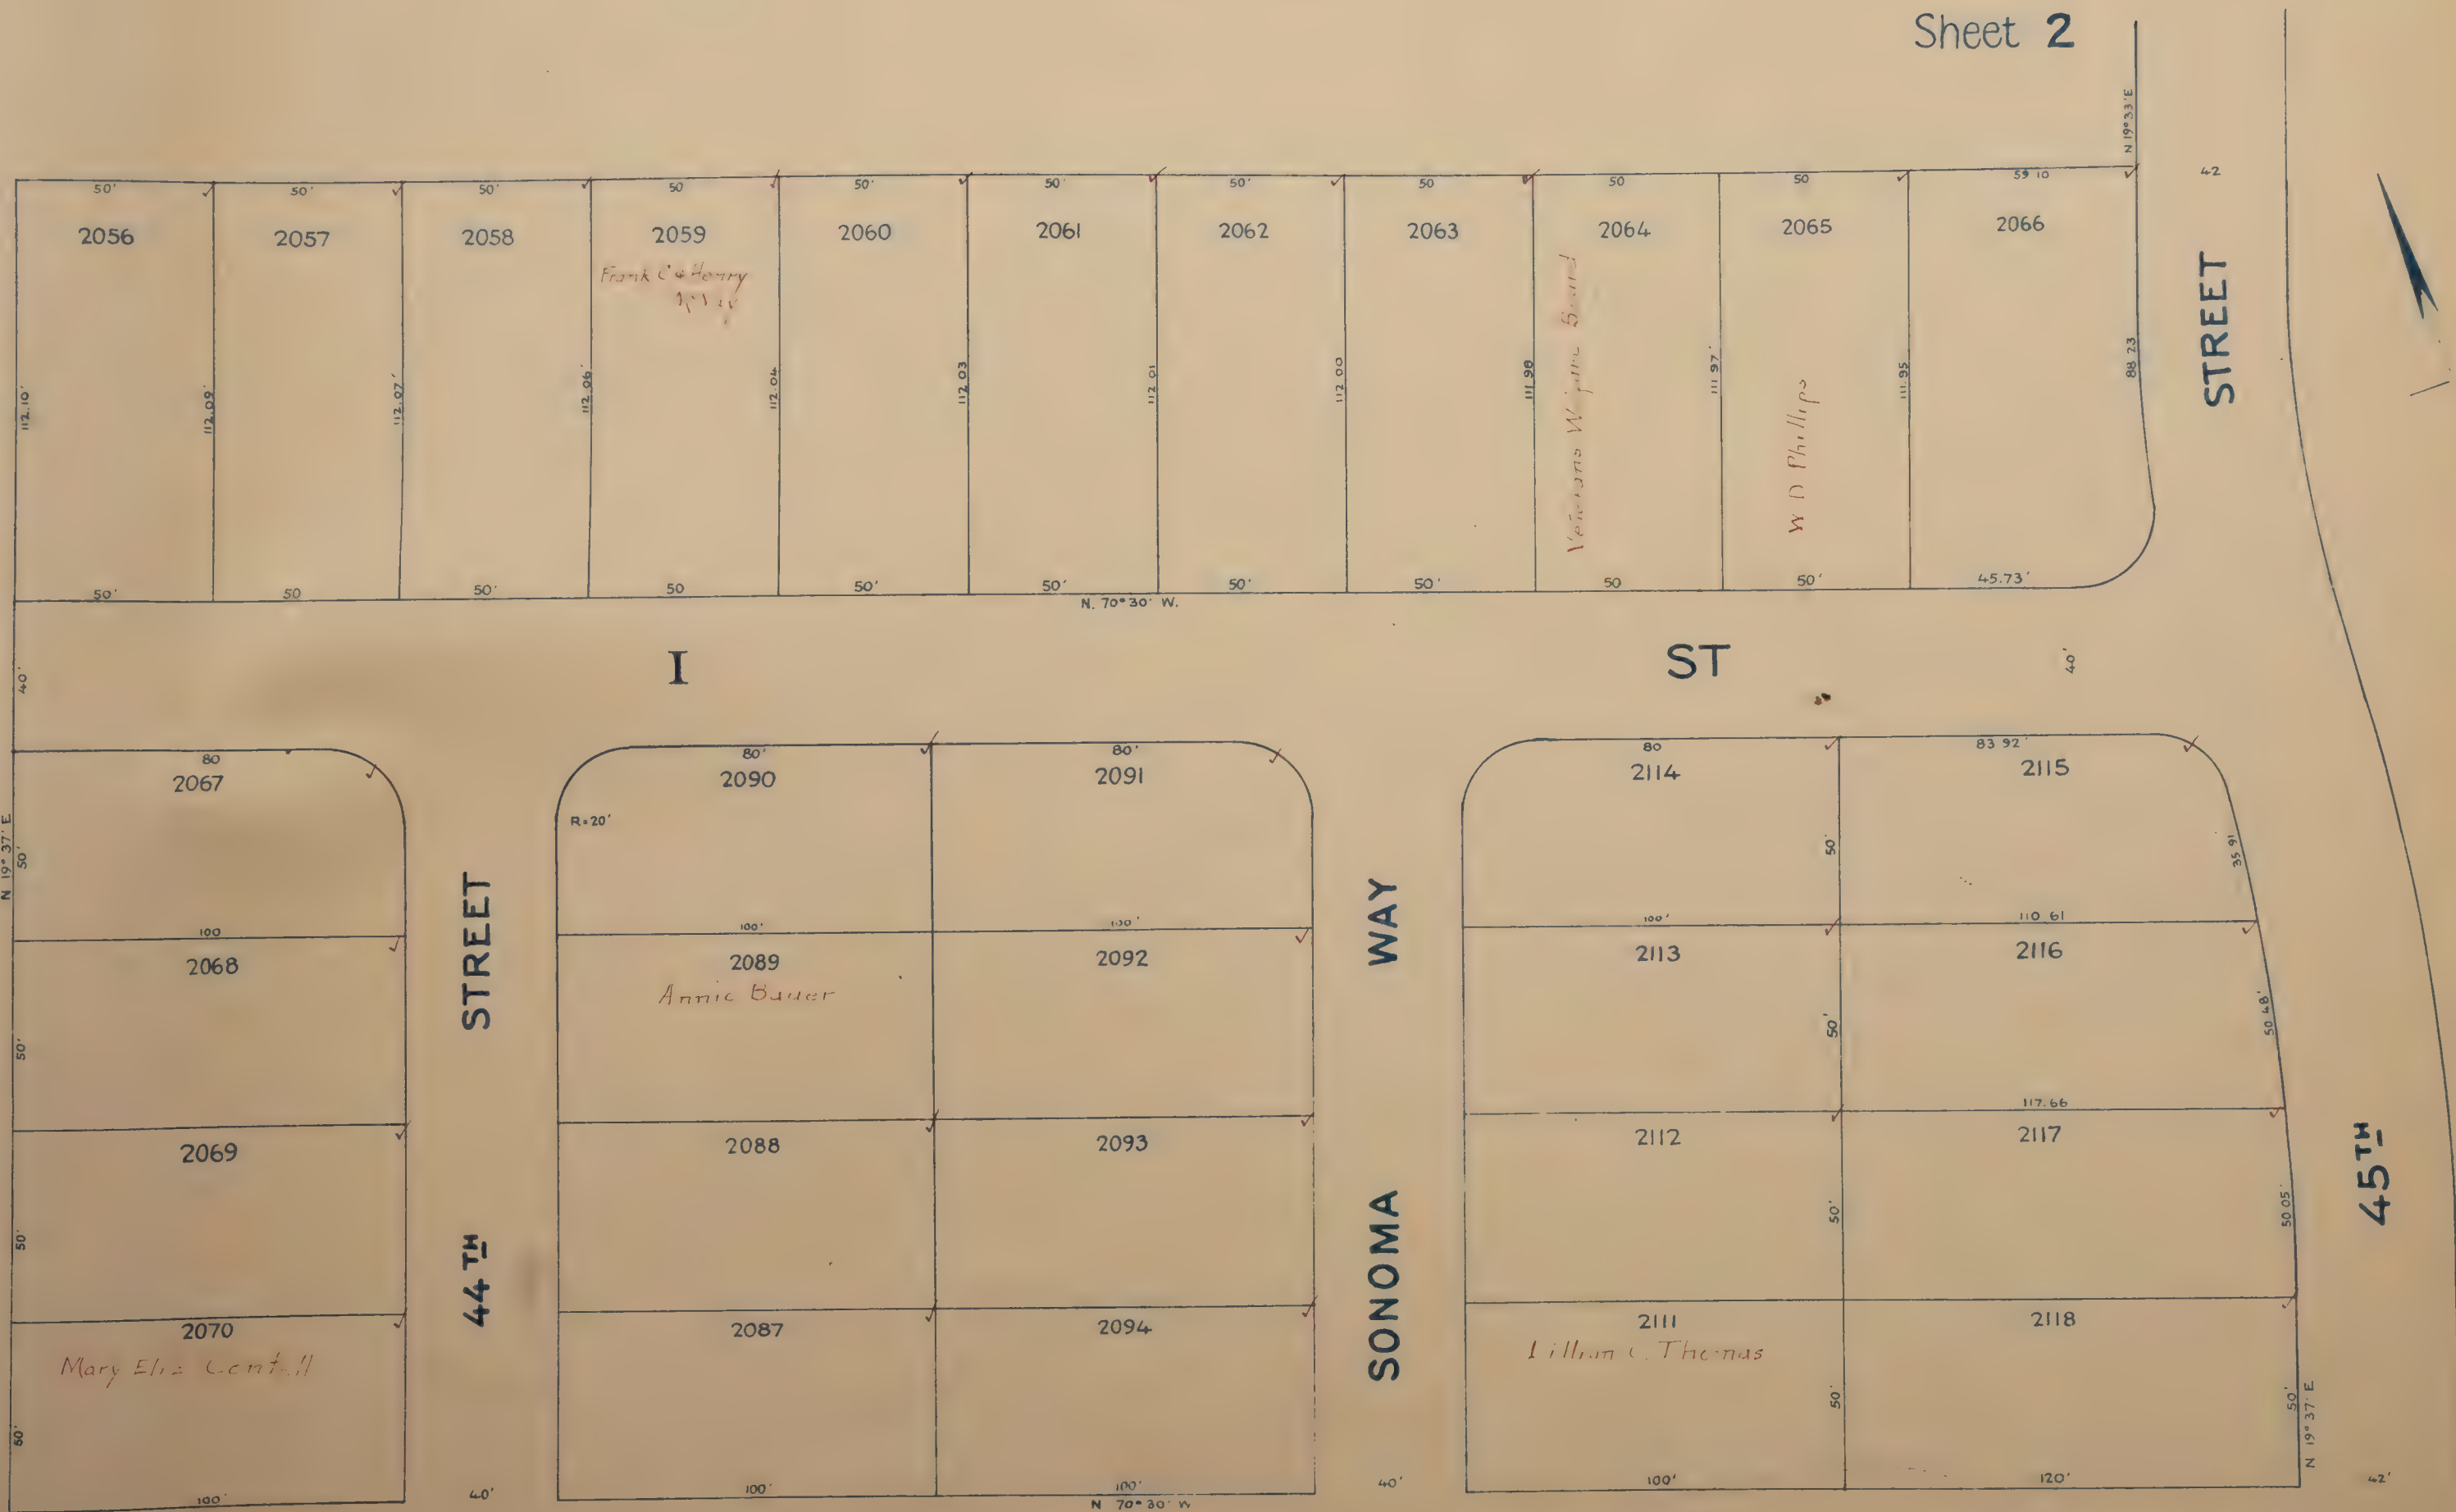 Sheet 2
N 19° 33' E
50' 50' 50' 50 50' 50' 50' 50 50 50 59 10 42
2056 2057 2058 2059 2060 2061 2062 2063 2064 2065 2066
Frank C & Henry
Veterans Welfare Board
W D Phillips
112.10' 112.09' 112.07' 112.06' 112.04 112 03 112 01 112 00 111 98 111 97' 111.95 88 23
STREET
50' 50 50' 50 50' 50' 50' 50' 50 50' 45.73'
N. 70° 30' W.
40' I ST 40'
80 80' 80' 80 83 92'
2067 2090 2091 2114 2115
R=20'
N 19° 37' E
50' 50' 35 91
100 100' 100' 100' 110 61
2068 2089 2092 2113 2116
Annie Bauer
50' 50' 50 48'
117.66
2069 2088 2093 2112 2117
50' 50' 50 05'
2070 2087 2094 2111 2118
Mary Eliz
Lillian C. Thomas
50' 50' 50'
N 19° 37' E
44TH STREET
SONOMA WAY
45TH
100' 40' 100' 100' 40' 100' 120' 42'
N 70° 30' W